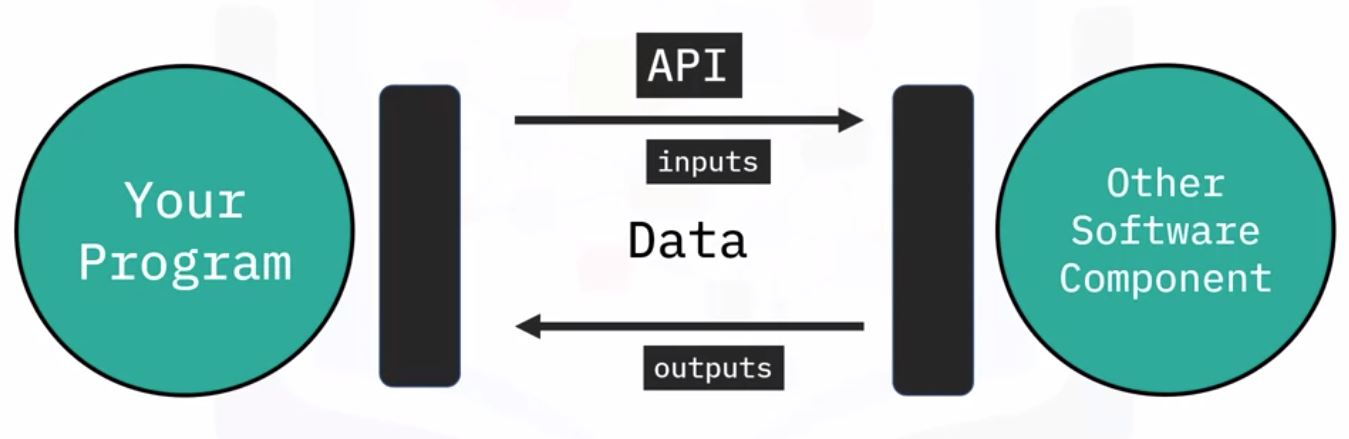 API
inputs
Your
Program
Data
Other
Software
Component
outputs